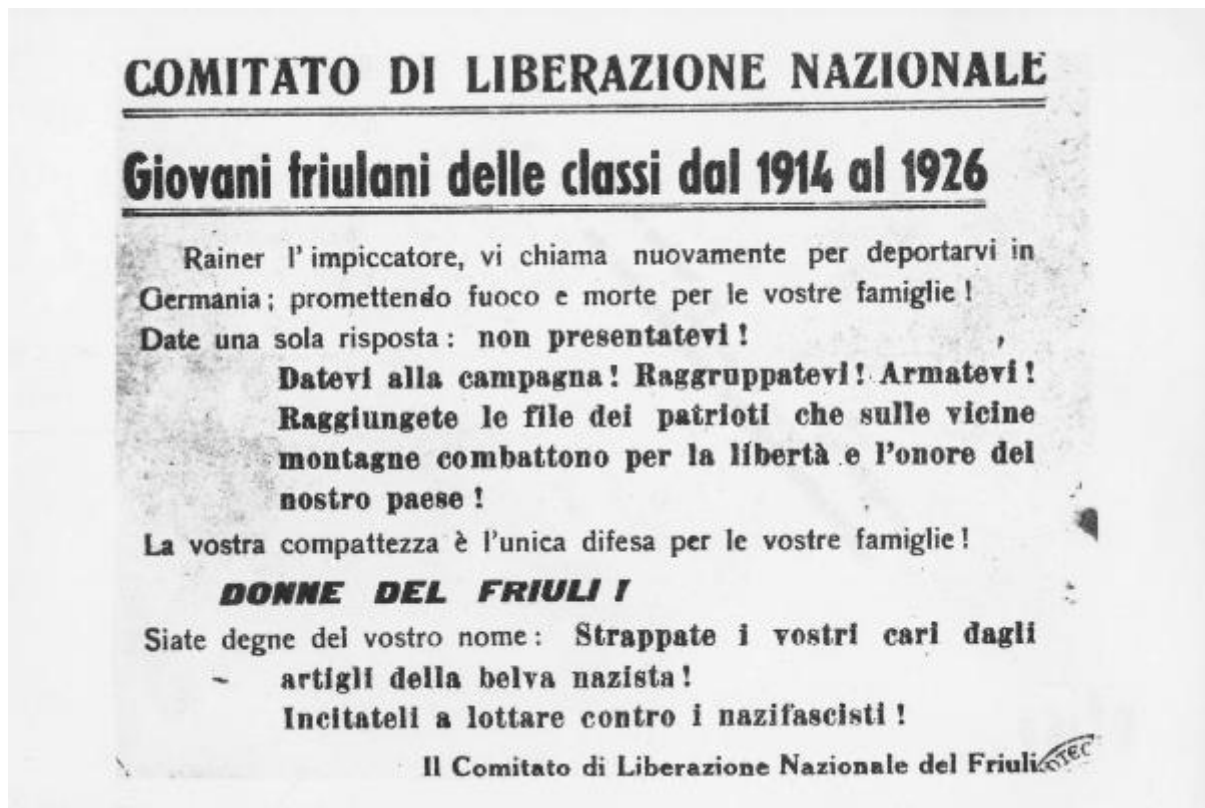 COMITATO DI LIBERAZIONE NAZIONALE
Giovani friulani delle classi dal 1914 al 1926
Rainer l'impiccatore, vi chiama nuovamente per deportarvi in
Germania; promettendo fuoco e morte per le vostre famiglie!
Date una sola risposta: non presentatevi!
Datevi alla campagna! Raggruppatevi! Armatevi!
Raggiungete le file dei patrioti che sulle vicine
montagne combattono per la libertà e l'onore del
nostro paese!
La vostra compattezza è l'unica difesa per le vostre famiglie!
DONNE DEL FRIULI!
Siate degne del vostro nome: Strappate i vostri cari dagli
artigli della belva nazista!
Incitateli a lottare contro i nazifascisti!
Il Comitato di Liberazione Nazionale del Friuli